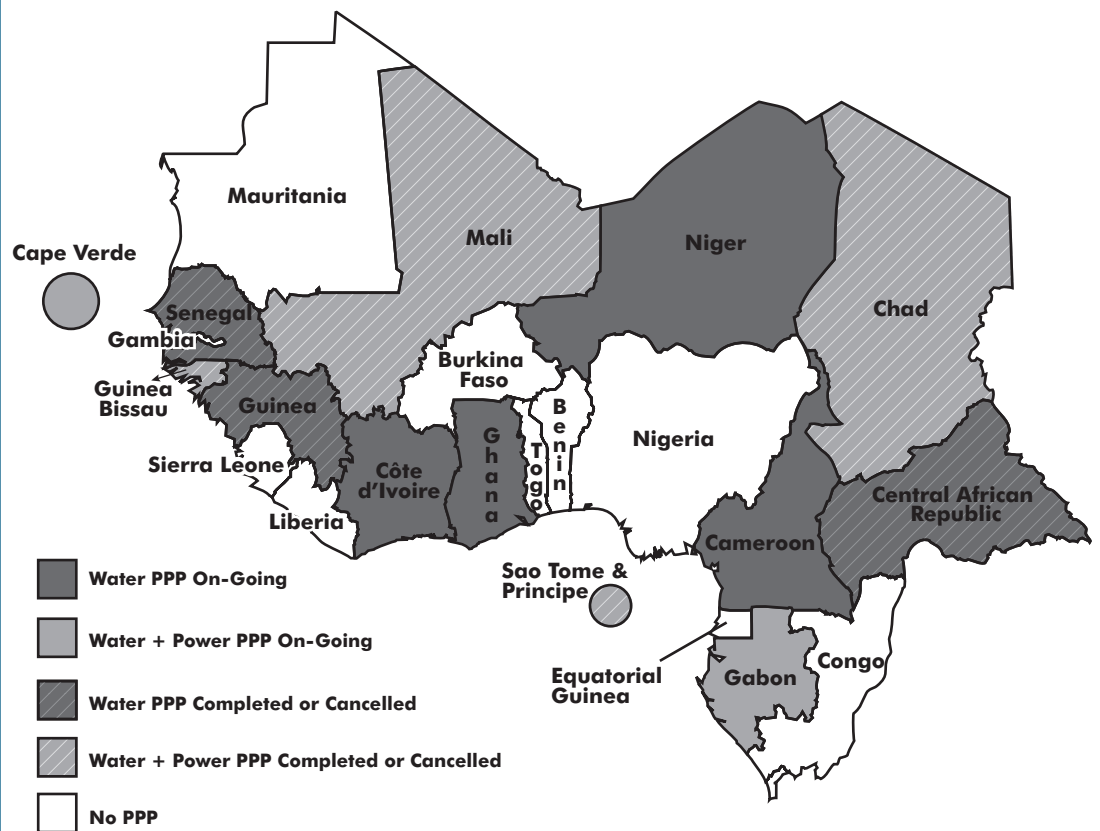 Mauritania
Mali
Niger
Chad
Cape Verde
Senegal
Gambia
Guinea
Bissau
Guinea
Burkina
Faso
Sierra Leone
Liberia
Côte
d'Ivoire
Ghana
Togo
Benin
Nigeria
Central African
Republic
Cameroon
Sao Tome &
Principe
Equatorial
Guinea
Gabon
Congo
Water PPP On-Going
Water + Power PPP On-Going
Water PPP Completed or Cancelled
Water + Power PPP Completed or Cancelled
No PPP